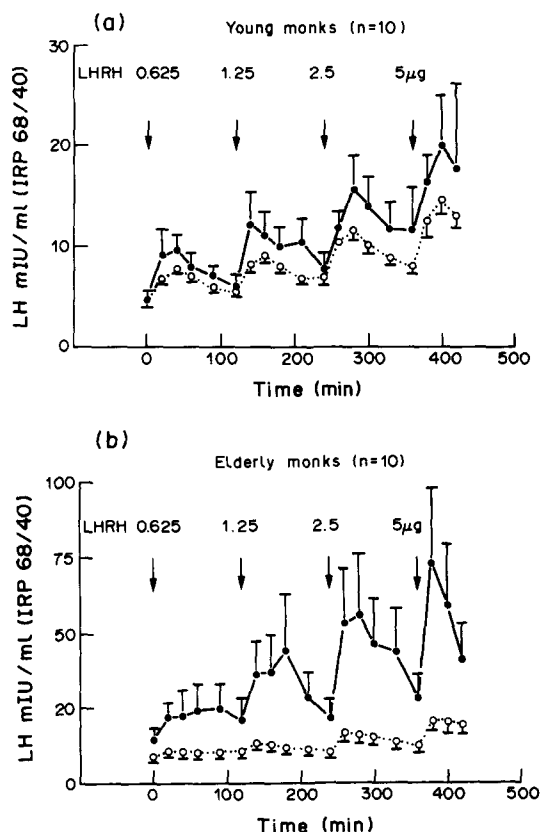 (a)
Young monks (n=10)
30
LHRH 0.625 1.25 2.5 5μg
20
10
0
LH mIU/ml (IRP 68/40)
0 100 200 300 400 500
Time (min)
(b)
Elderly monks (n=10)
100
LHRH 0.625 1.25 2.5 5μg
75
50
20
0
LH mIU/ml (IRP 68/40)
0 100 200 300 400 500
Time (min)